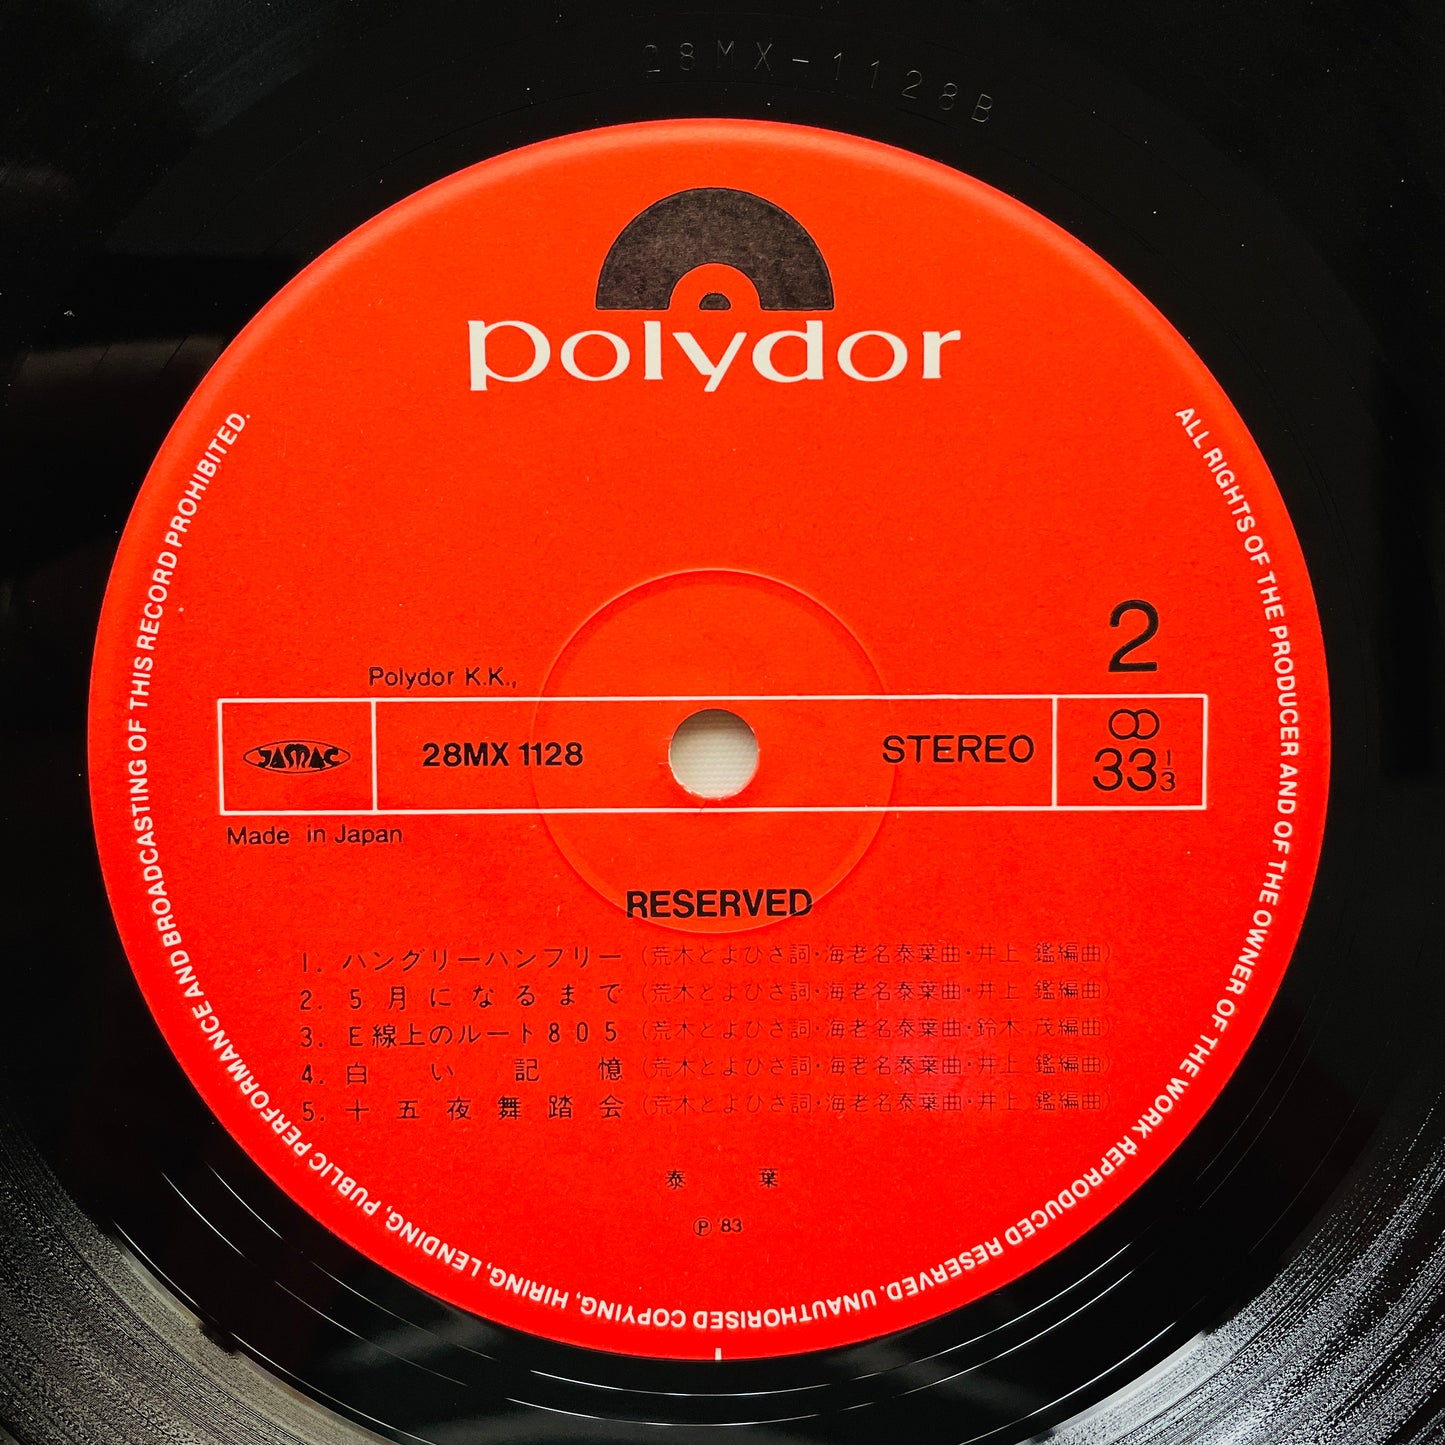 28MX-1128B
polydor
ALL RIGHTS OF THE PRODUCER AND OF THE OWNER OF THE WORK REPRODUCED RESERVED. UNAUTHORISED COPYING, HIRING, LENDING, PUBLIC PERFORMANCE AND BROADCASTING OF THIS RECORD PROHIBITED.
2
Polydor K.K.,
JASRAC 28MX 1128 STEREO 33 1/3
Made in Japan
RESERVED
1. ハングリーハンフリー (荒木とよひさ詞・海老名泰葉曲・井上 鑑編曲)
2. 5月になるまで (荒木とよひさ詞・海老名泰葉曲・井上 鑑編曲)
3. E線上のルート805 (荒木とよひさ詞・海老名泰葉曲・鈴木 茂編曲)
4. 白い記憶 (荒木とよひさ詞・海老名泰葉曲・井上 鑑編曲)
5. 十五夜舞踏会 (荒木とよひさ詞・海老名泰葉曲・井上 鑑編曲)
泰葉
Ⓟ '83